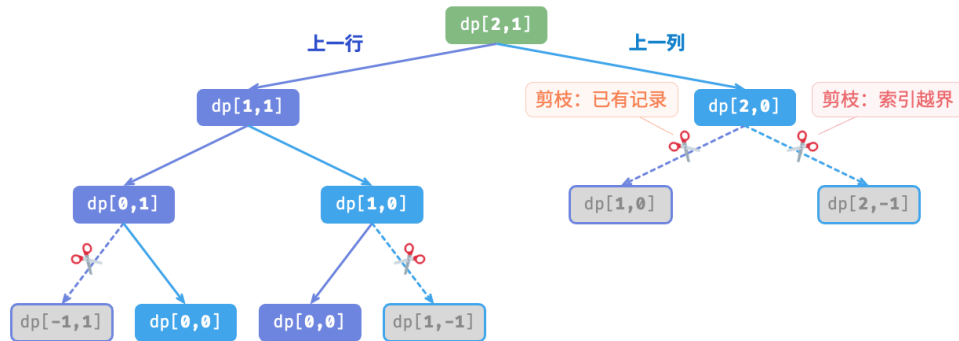 dp[2,1]
上一行
上一列
剪枝：已有记录
剪枝：索引越界
dp[1,1]
dp[2,0]
dp[0,1]
dp[1,0]
dp[1,0]
dp[2,-1]
dp[-1,1]
dp[0,0]
dp[0,0]
dp[1,-1]